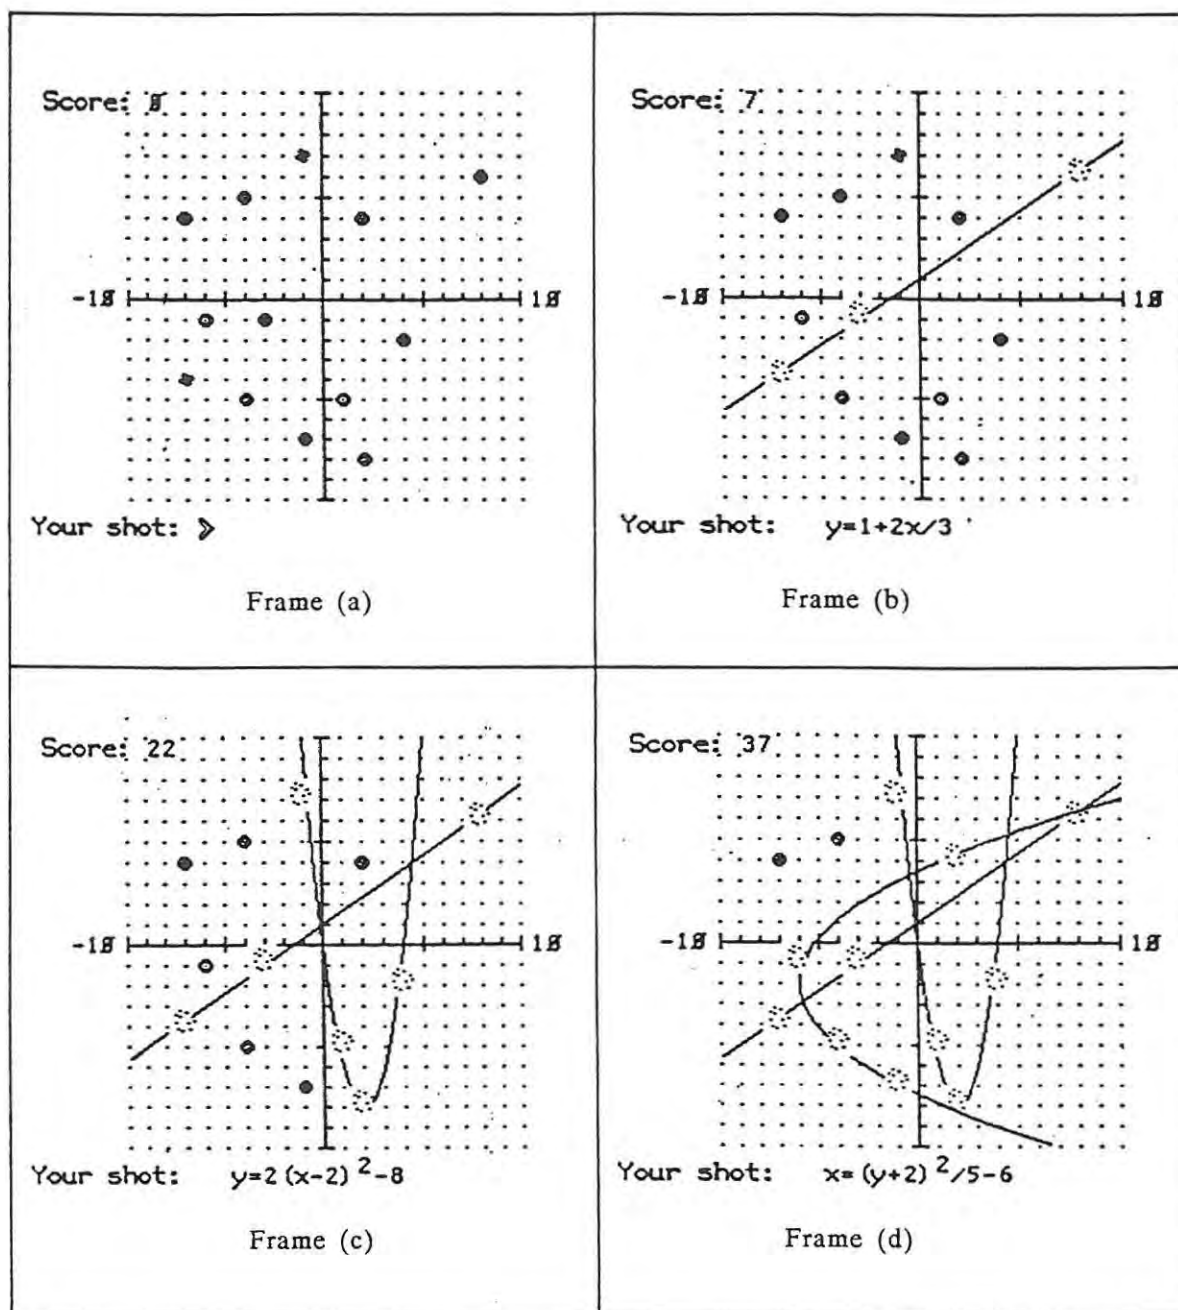 Score: 0
-10 10
Your shot: >
Frame (a)
Score: 7
-10 10
Your shot: y=1+2x/3
Frame (b)
Score: 22
-10 10
Your shot: y=2(x-2)²-8
Frame (c)
Score: 37
-10 10
Your shot: x=(y+2)²/5-6
Frame (d)